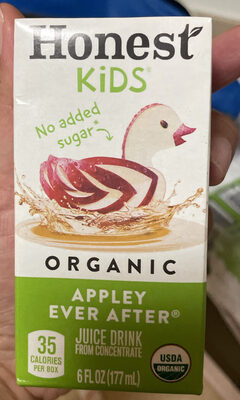 Honest
KiDS®
No added
sugar*
ORGANIC
APPLEY
EVER AFTER®
35
CALORIES
PER BOX
JUICE DRINK
FROM CONCENTRATE
6 FL OZ (177 mL)
USDA
ORGANIC